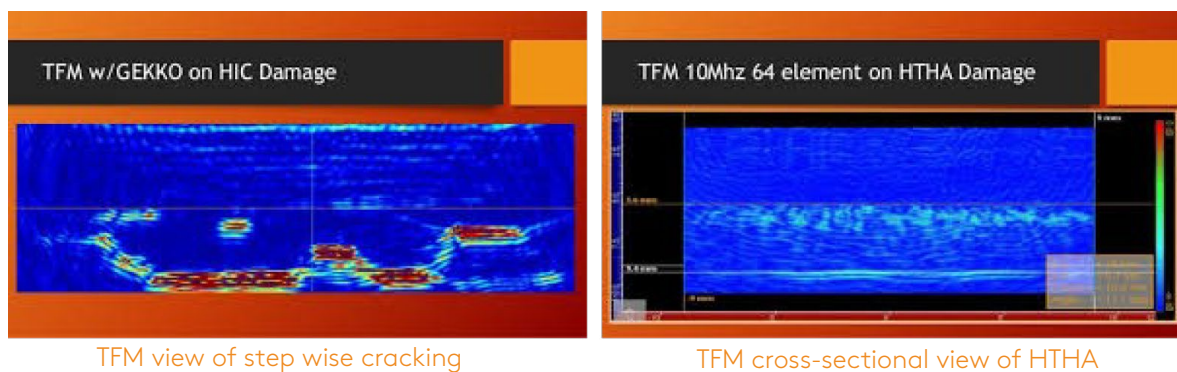 TFM w/GEKKO on HIC Damage
TFM 10Mhz 64 element on HTHA Damage
TFM view of step wise cracking
TFM cross-sectional view of HTHA